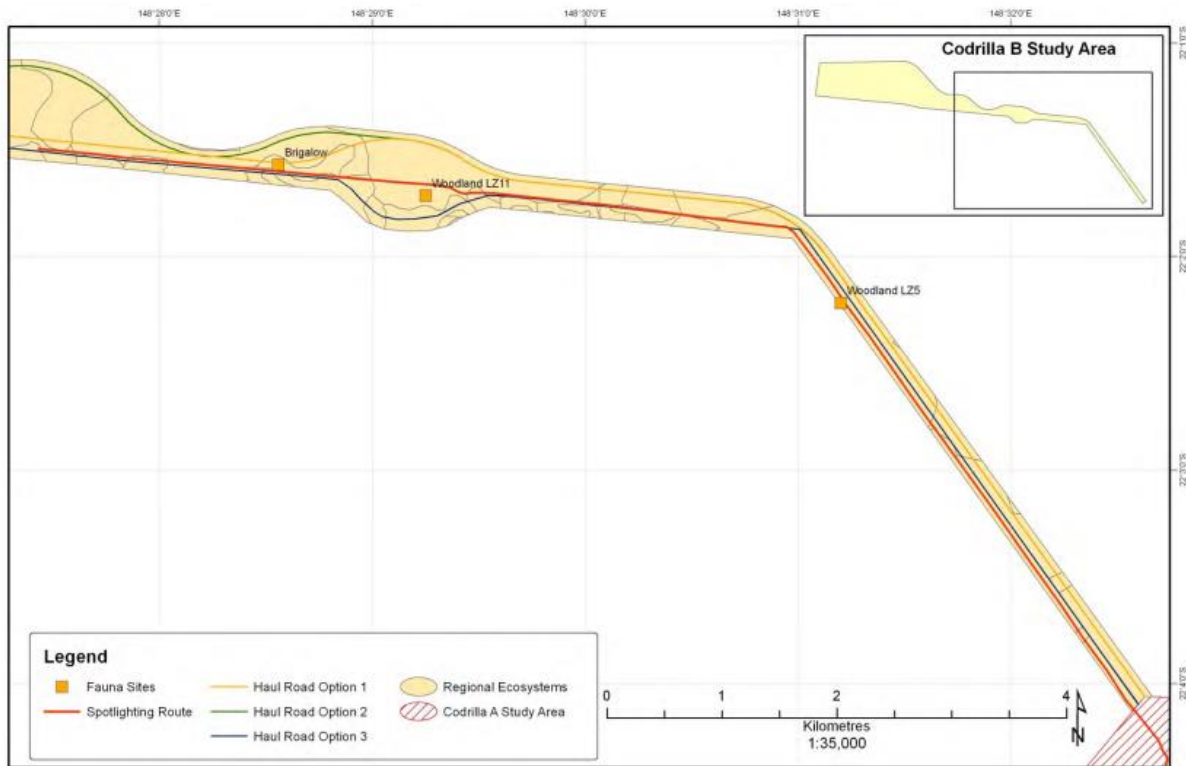 148°28'0"E 148°29'0"E 148°30'0"E 148°31'0"E 148°32'0"E
Codrilla B Study Area
Brigalow
Woodland LZ11
Woodland LZ5
Legend
Fauna Sites
Spotlighting Route
Haul Road Option 1
Haul Road Option 2
Haul Road Option 3
Regional Ecosystems
Codrilla A Study Area
0 1 2 4
Kilometres
1:35,000
N